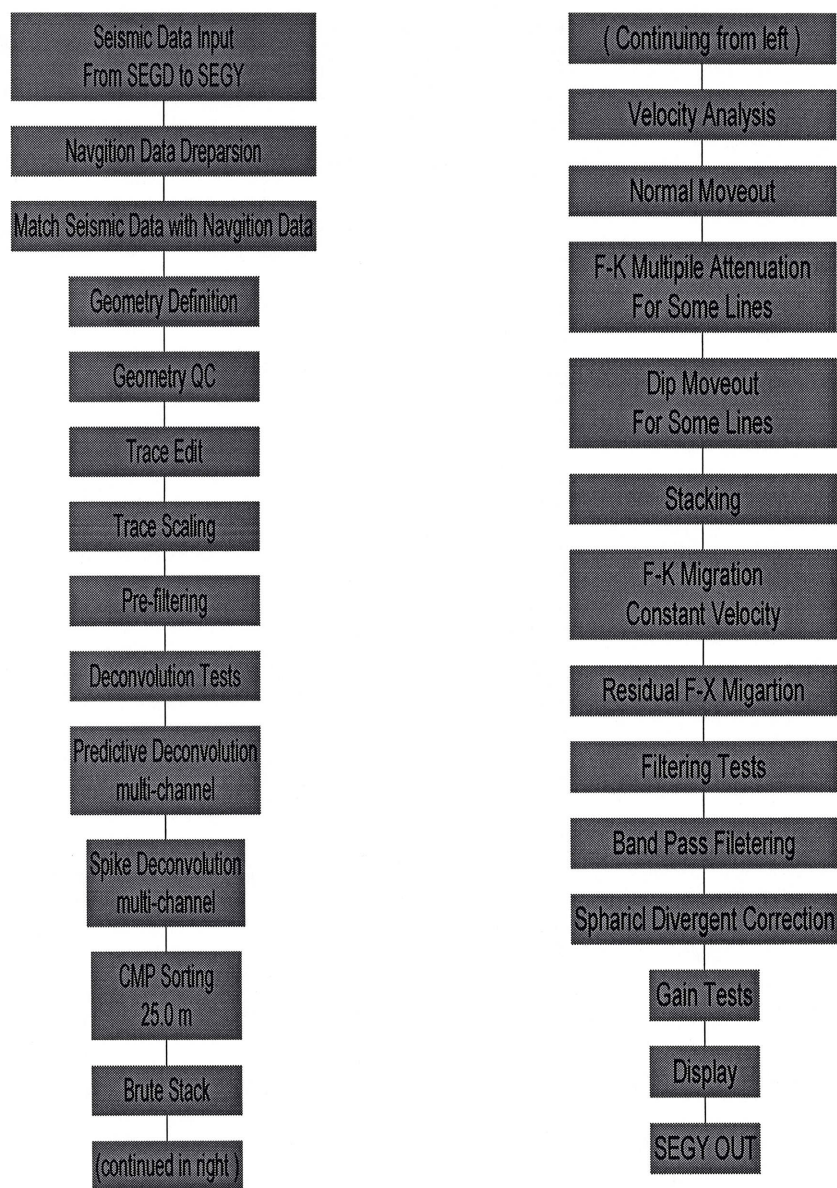 Seismic Data Input
From SEGD to SEGY
Navgition Data Dreparsion
Match Seismic Data with Navgition Data
Geometry Definition
Geometry QC
Trace Edit
Trace Scaling
Pre-filtering
Deconvolution Tests
Predictive Deconvolution
multi-channel
Spike Deconvolution
multi-channel
CMP Sorting
25.0 m
Brute Stack
(continued in right )
( Continuing from left )
Velocity Analysis
Normal Moveout
F-K Multipile Attenuation
For Some Lines
Dip Moveout
For Some Lines
Stacking
F-K Migration
Constant Velocity
Residual F-X Migartion
Filtering Tests
Band Pass Filetering
Spharicl Divergent Correction
Gain Tests
Display
SEGY OUT